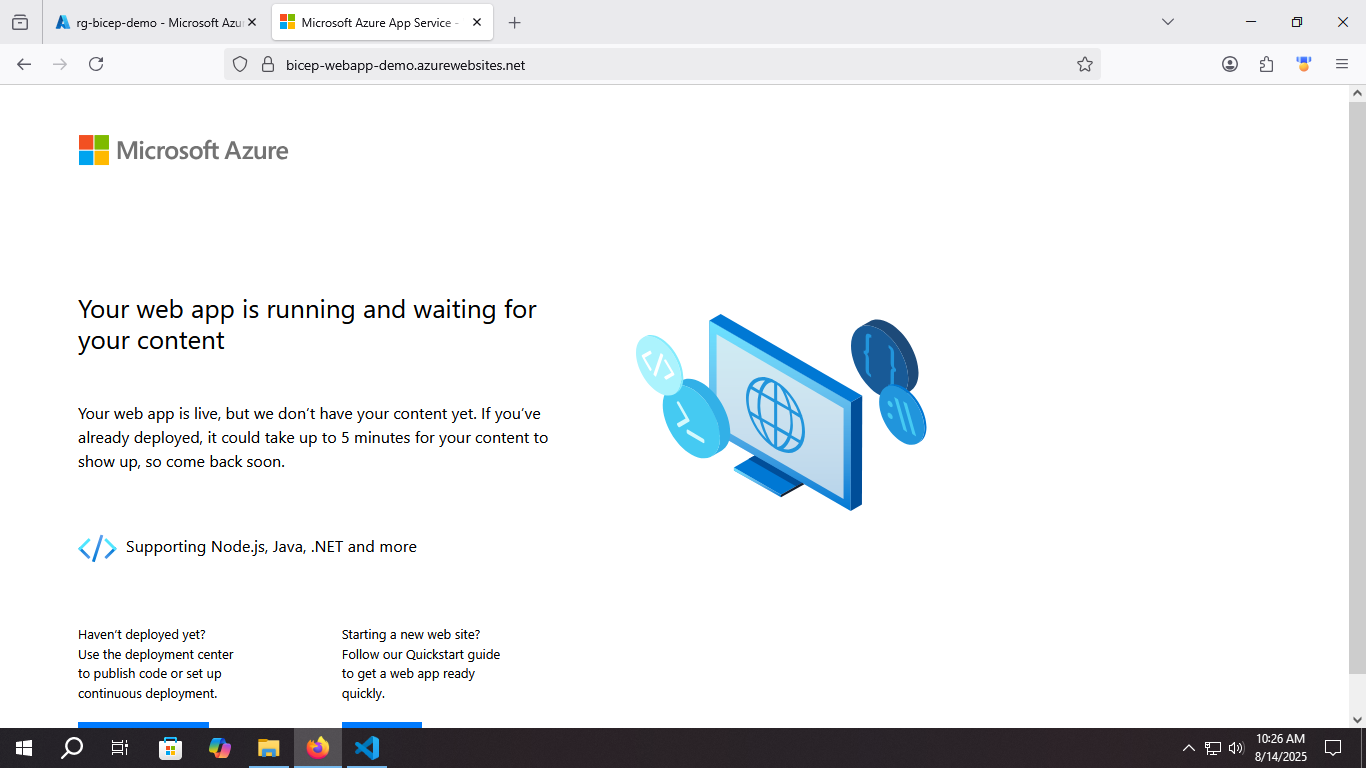 rg-bicep-demo - Microsoft Azu
Microsoft Azure App Service -
bicep-webapp-demo.azurewebsites.net
Microsoft Azure
Your web app is running and waiting for
your content
Your web app is live, but we don’t have your content yet. If you’ve
already deployed, it could take up to 5 minutes for your content to
show up, so come back soon.
Supporting Node.js, Java, .NET and more
Haven’t deployed yet?
Use the deployment center
to publish code or set up
continuous deployment.
Starting a new web site?
Follow our Quickstart guide
to get a web app ready
quickly.
10:26 AM
8/14/2025